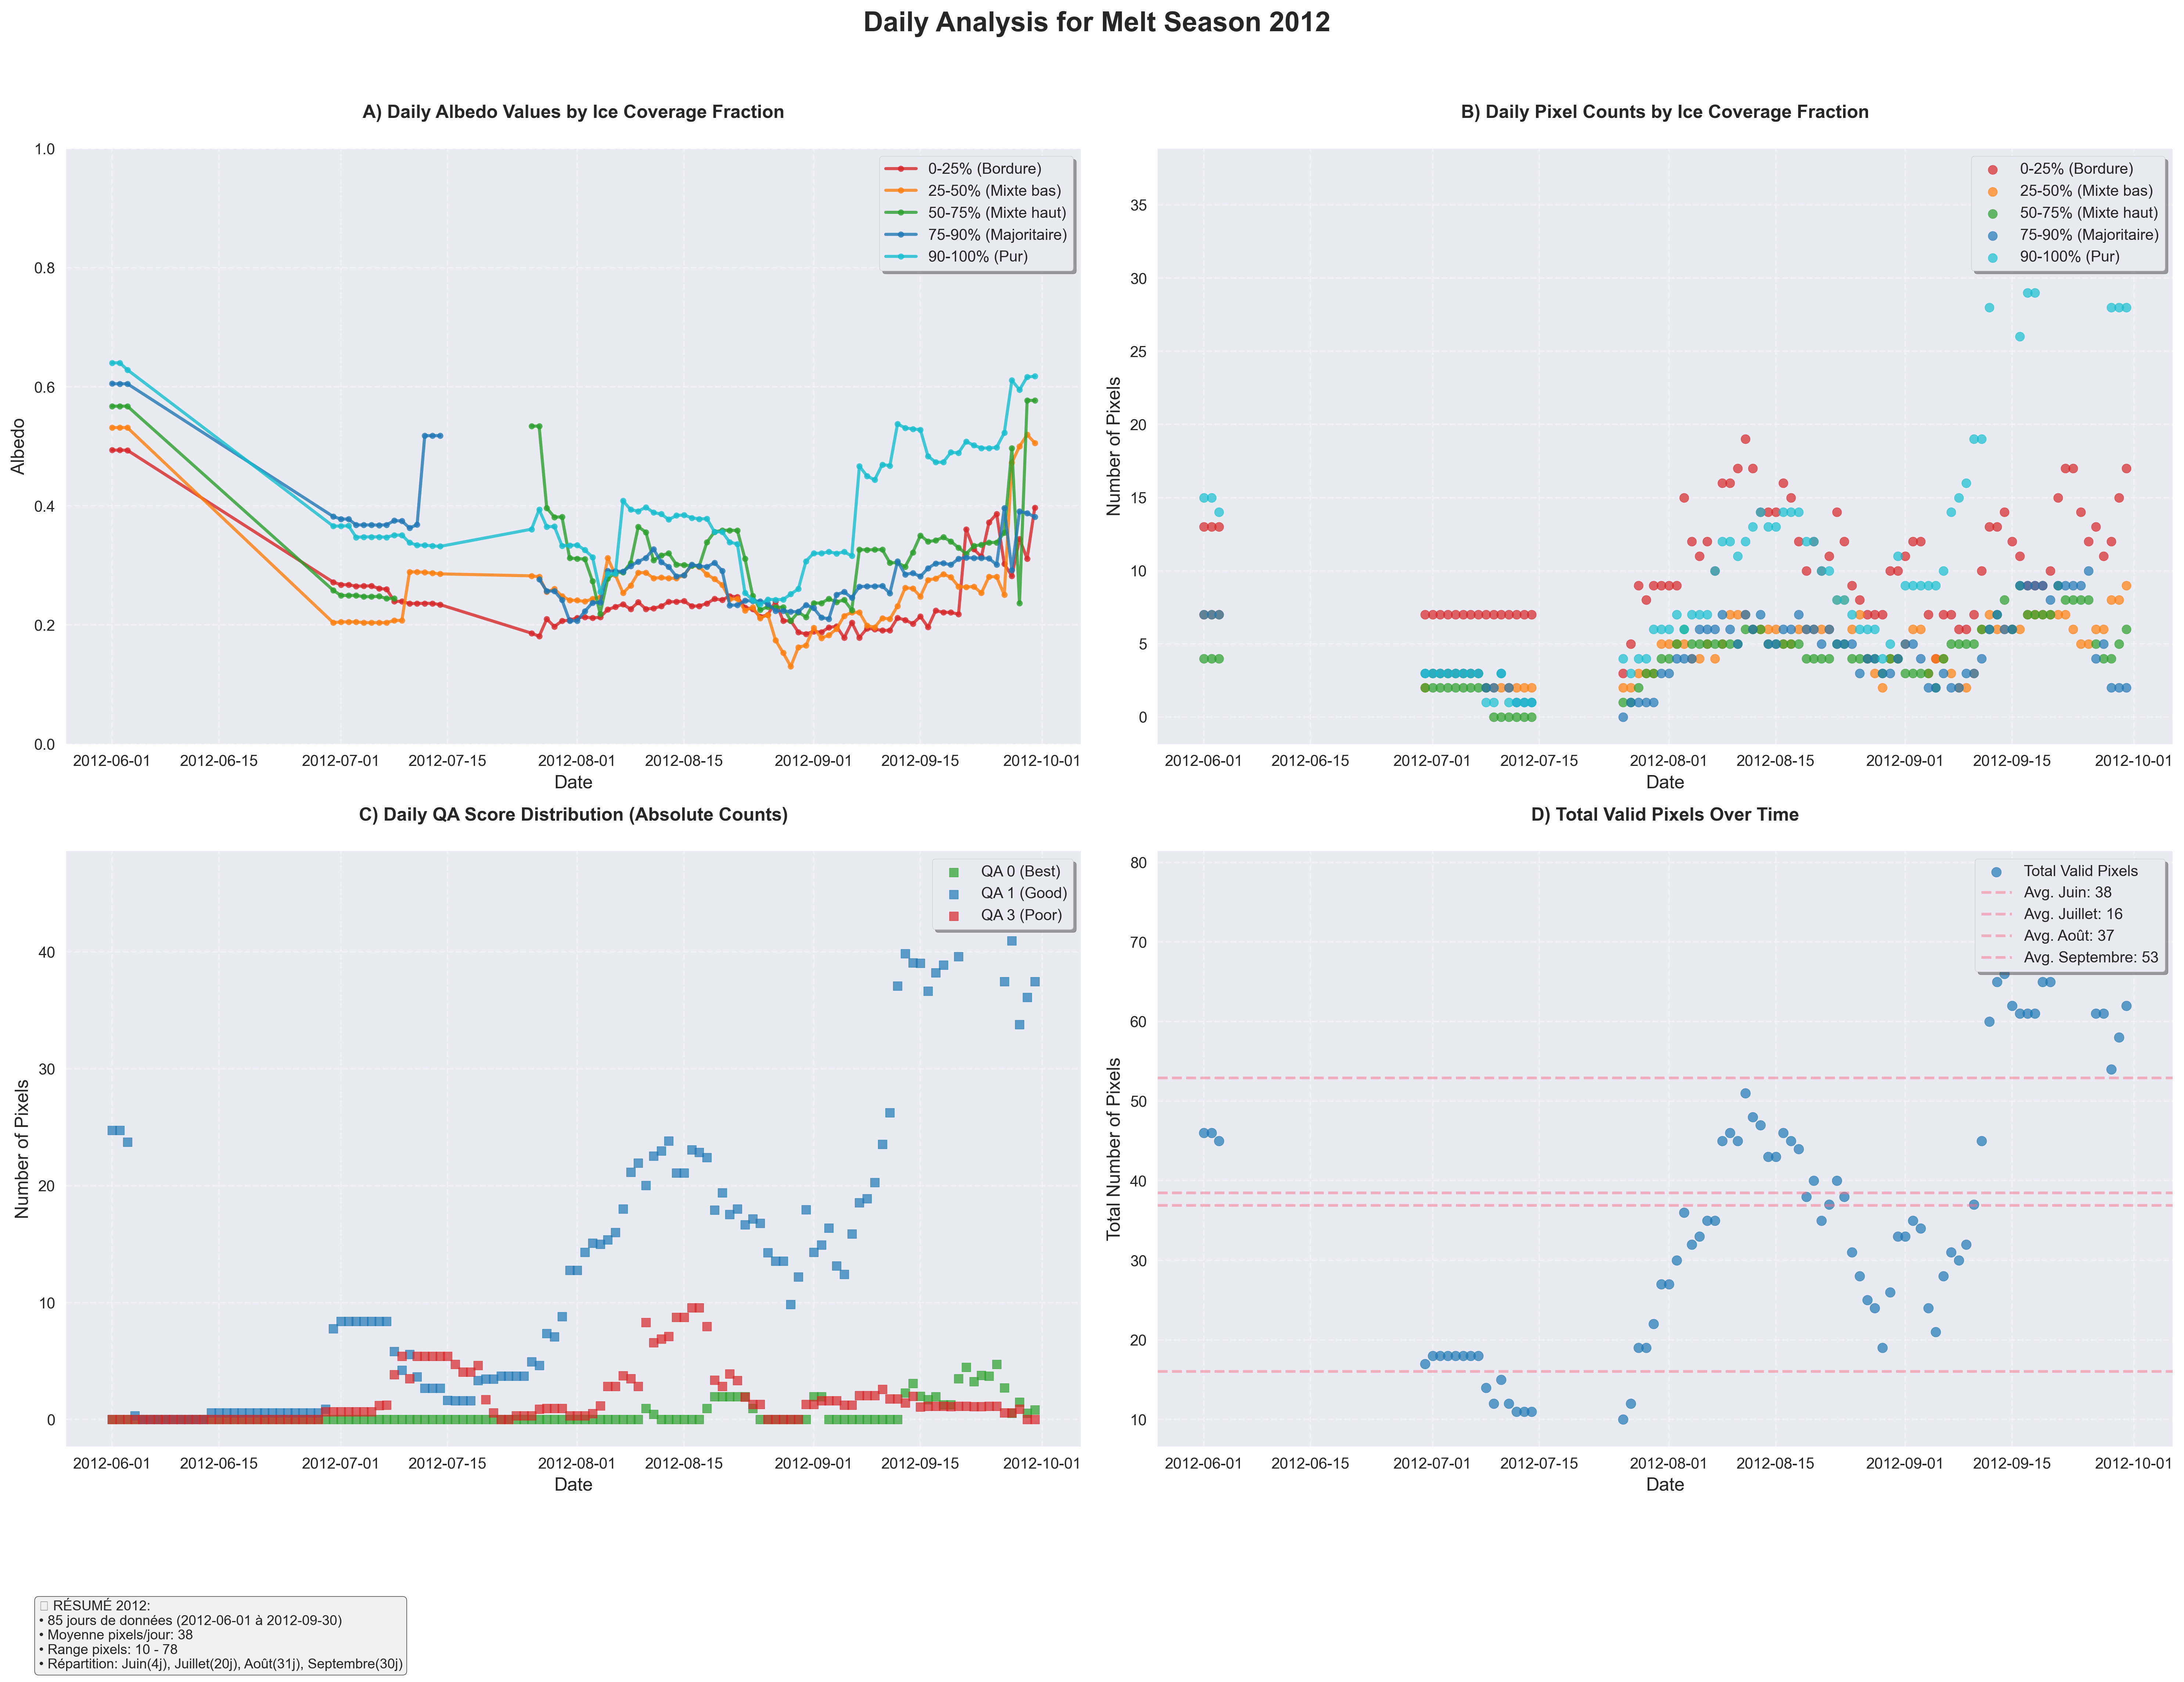 Daily Analysis for Melt Season 2012
A) Daily Albedo Values by Ice Coverage Fraction
1.0
0.8
0.6
0.4
0.2
0.0
Albedo
0-25% (Bordure)
25-50% (Mixte bas)
50-75% (Mixte haut)
75-90% (Majoritaire)
90-100% (Pur)
2012-06-01 2012-06-15 2012-07-01 2012-07-15 2012-08-01 2012-08-15 2012-09-01 2012-09-15 2012-10-01
Date
B) Daily Pixel Counts by Ice Coverage Fraction
35
30
25
20
15
10
5
0
Number of Pixels
0-25% (Bordure)
25-50% (Mixte bas)
50-75% (Mixte haut)
75-90% (Majoritaire)
90-100% (Pur)
2012-06-01 2012-06-15 2012-07-01 2012-07-15 2012-08-01 2012-08-15 2012-09-01 2012-09-15 2012-10-01
Date
C) Daily QA Score Distribution (Absolute Counts)
40
30
20
10
0
Number of Pixels
QA 0 (Best)
QA 1 (Good)
QA 3 (Poor)
2012-06-01 2012-06-15 2012-07-01 2012-07-15 2012-08-01 2012-08-15 2012-09-01 2012-09-15 2012-10-01
Date
D) Total Valid Pixels Over Time
80
70
60
50
40
30
20
10
Total Number of Pixels
Total Valid Pixels
Avg. Juin: 38
Avg. Juillet: 16
Avg. Août: 37
Avg. Septembre: 53
2012-06-01 2012-06-15 2012-07-01 2012-07-15 2012-08-01 2012-08-15 2012-09-01 2012-09-15 2012-10-01
Date
RÉSUMÉ 2012:
• 85 jours de données (2012-06-01 à 2012-09-30)
• Moyenne pixels/jour: 38
• Range pixels: 10 - 78
• Répartition: Juin(4j), Juillet(20j), Août(31j), Septembre(30j)